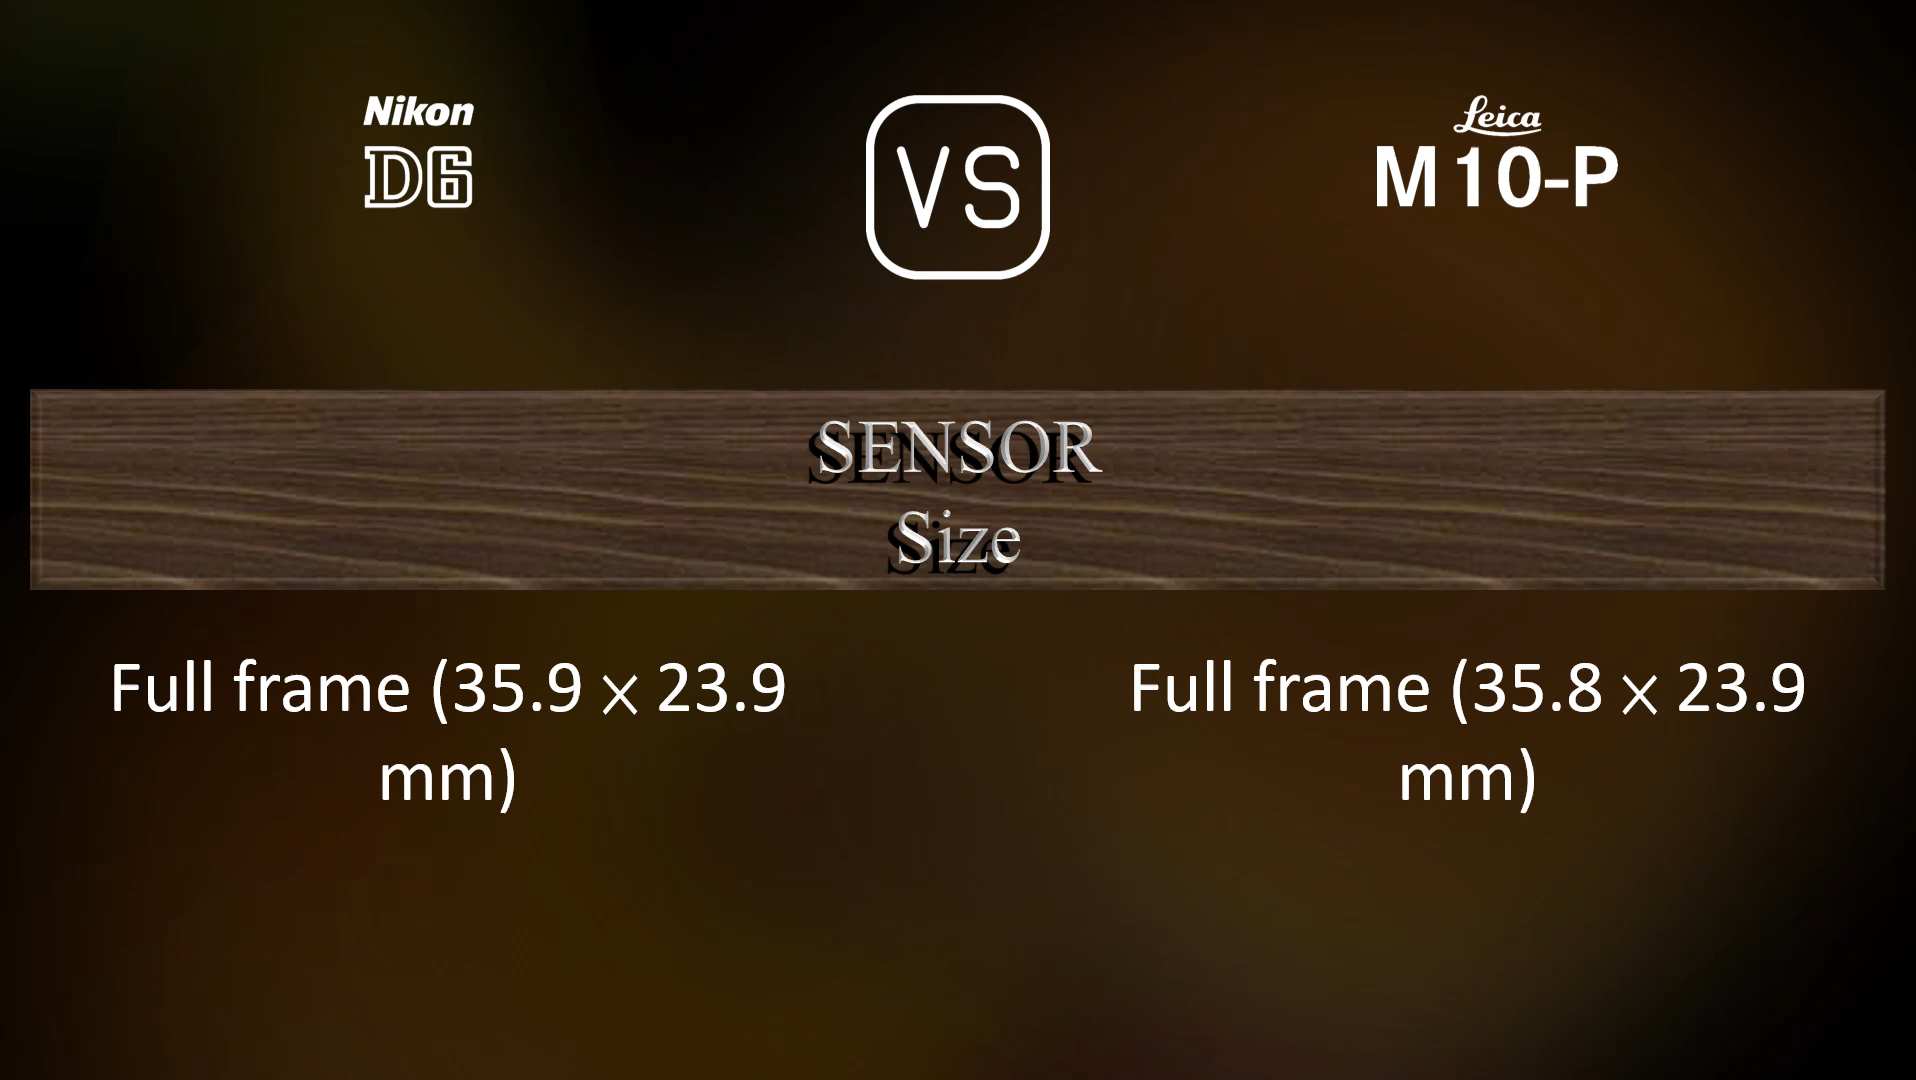 Nikon
D6
VS
Leica
M10-P
SENSOR
Size
Full frame (35.9 x 23.9
mm)
Full frame (35.8 x 23.9
mm)